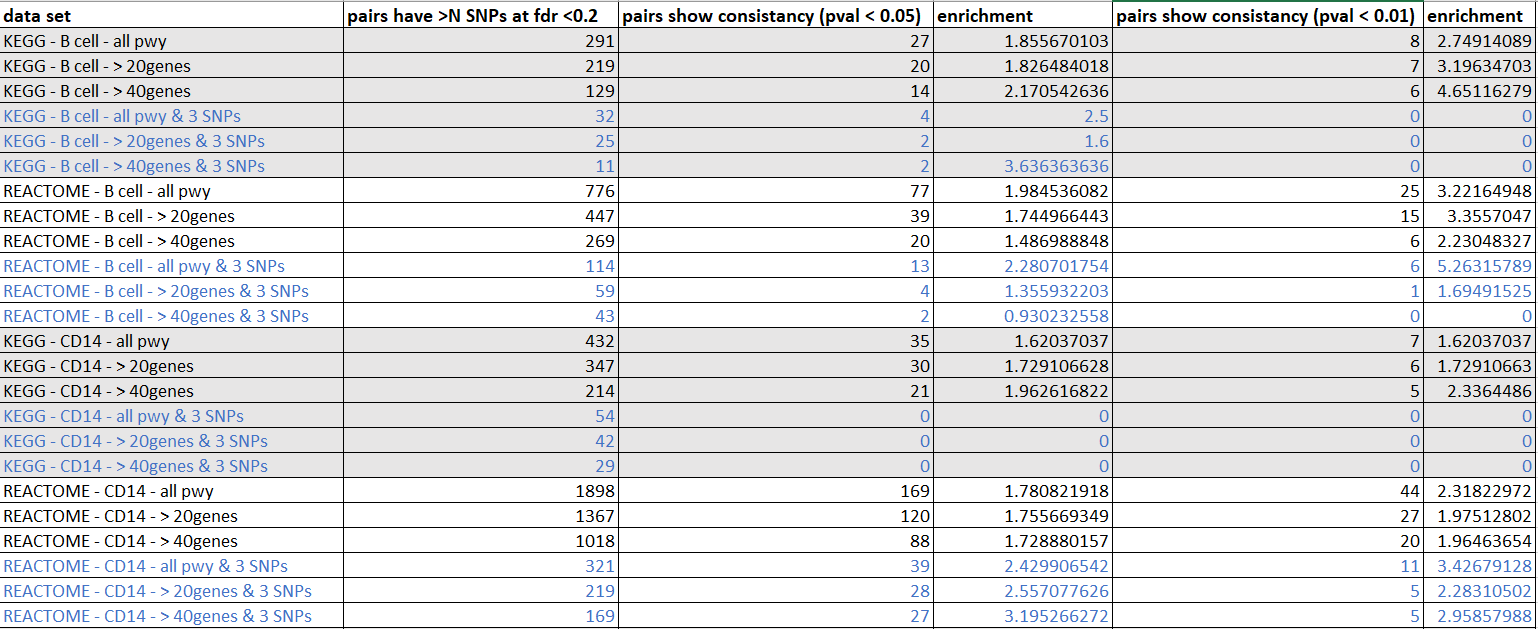 data set pairs have >N SNPs at fdr <0.2 pairs show consistancy (pval < 0.05) enrichment pairs show consistancy (pval < 0.01) enrichment
KEGG - B cell - all pwy 291 27 1.855670103 8 2.74914089
KEGG - B cell - > 20genes 219 20 1.826484018 7 3.19634703
KEGG - B cell - > 40genes 129 14 2.170542636 6 4.65116279
KEGG - B cell - all pwy & 3 SNPs 32 4 2.5 0 0
KEGG - B cell - > 20genes & 3 SNPs 25 2 1.6 0 0
KEGG - B cell - > 40genes & 3 SNPs 11 2 3.636363636 0 0
REACTOME - B cell - all pwy 776 77 1.984536082 25 3.22164948
REACTOME - B cell - > 20genes 447 39 1.744966443 15 3.3557047
REACTOME - B cell - > 40genes 269 20 1.486988848 6 2.23048327
REACTOME - B cell - all pwy & 3 SNPs 114 13 2.280701754 6 5.26315789
REACTOME - B cell - > 20genes & 3 SNPs 59 4 1.355932203 1 1.69491525
REACTOME - B cell - > 40genes & 3 SNPs 43 2 0.930232558 0 0
KEGG - CD14 - all pwy 432 35 1.62037037 7 1.62037037
KEGG - CD14 - > 20genes 347 30 1.729106628 6 1.72910663
KEGG - CD14 - > 40genes 214 21 1.962616822 5 2.3364486
KEGG - CD14 - all pwy & 3 SNPs 54 0 0 0 0
KEGG - CD14 - > 20genes & 3 SNPs 42 0 0 0 0
KEGG - CD14 - > 40genes & 3 SNPs 29 0 0 0 0
REACTOME - CD14 - all pwy 1898 169 1.780821918 44 2.31822972
REACTOME - CD14 - > 20genes 1367 120 1.755669349 27 1.97512802
REACTOME - CD14 - > 40genes 1018 88 1.728880157 20 1.96463654
REACTOME - CD14 - all pwy & 3 SNPs 321 39 2.429906542 11 3.42679128
REACTOME - CD14 - > 20genes & 3 SNPs 219 28 2.557077626 5 2.28310502
REACTOME - CD14 - > 40genes & 3 SNPs 169 27 3.195266272 5 2.95857988